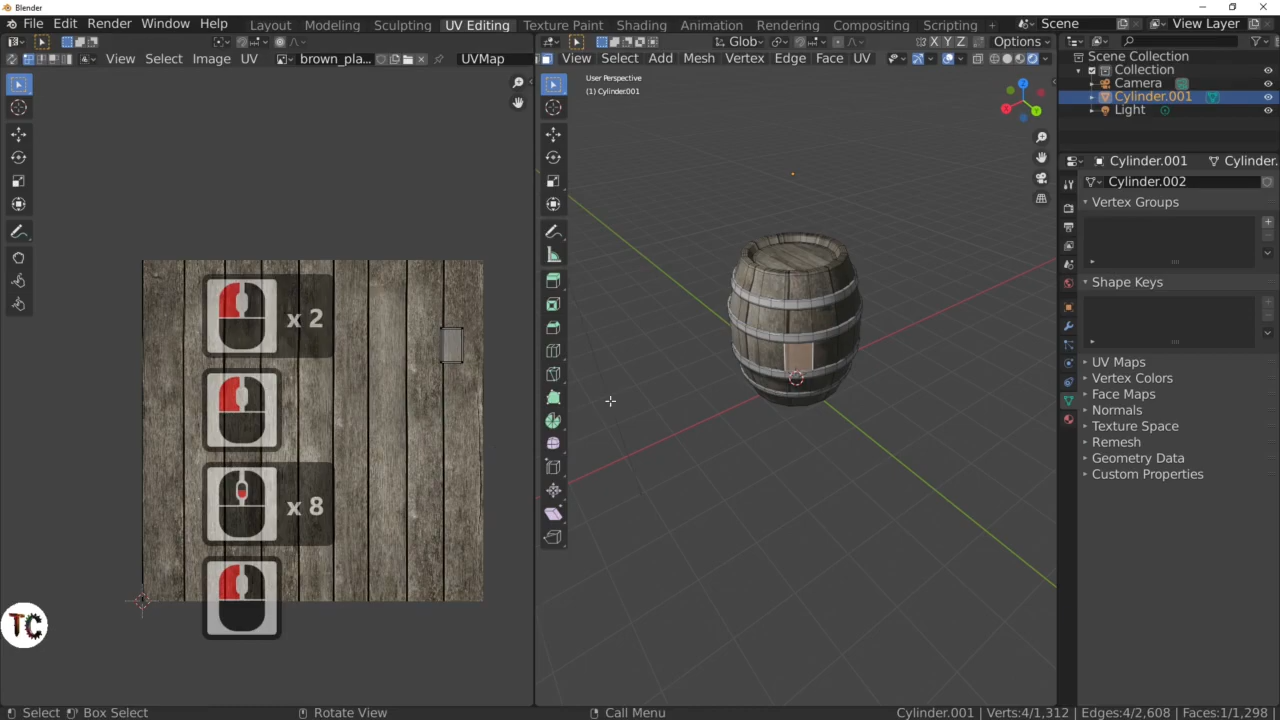 Blender
File Edit Render Window Help
Layout Modeling Sculpting UV Editing Texture Paint Shading Animation Rendering Compositing Scripting +
Scene
View Layer
View Select Image UV
brown_pla...
UVMap
Glob
X Y Z
Options
View Select Add Mesh Vertex Edge Face UV
User Perspective
(1) Cylinder.001
X
Y
Z
Scene Collection
Collection
Camera
Cylinder.001
Light
Cylinder.001
Cylinder.
Cylinder.002
Vertex Groups
Shape Keys
UV Maps
Vertex Colors
Face Maps
Normals
Texture Space
Remesh
Geometry Data
Custom Properties
x 2
x 8
TC
Select
Box Select
Rotate View
Call Menu
Cylinder.001 | Verts:4/1,312 | Edges:4/2,608 | Faces:1/1,298 |